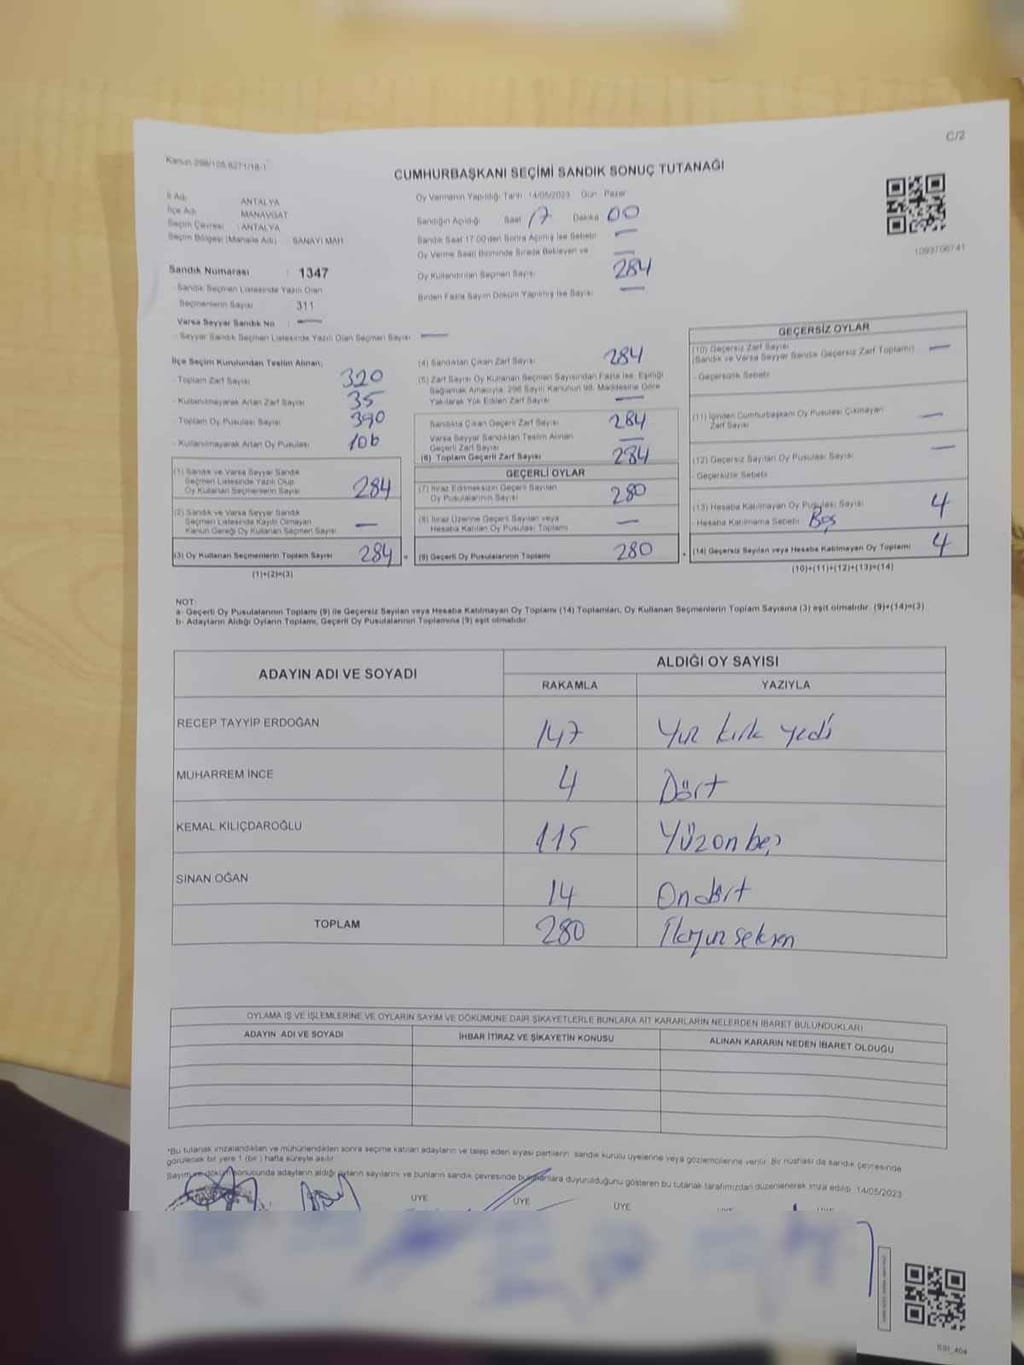 C/2
Kanun 298/105,6271/18-1
CUMHURBAŞKANI SEÇİMİ SANDIK SONUÇ TUTANAĞI
İl Adı ANTALYA
İlçe Adı MANAVGAT
Seçim Çevresi : ANTALYA
Seçim Bölgesi (Mahalle Adı) SANAYİ MAH.
Oy Vermenin Yapıldığı Tarih 14/05/2023 Gün Pazar
Sandığın Açıldığı Saat 17 Dakika 00
Sandık Saat 17:00'den Sonra Açılmış İse Sebebi —
Oy Verme Saati Bitiminde Sırada Bekleyen ve —
Oy Kullandırılan Seçmen Sayısı 284
Birden Fazla Sayım Döküm Yapılmış İse Sayısı —
Sandık Numarası : 1347
- Sandık Seçmen Listesinde Yazılı Olan
Seçmenlerin Sayısı 311
Varsa Seyyar Sandık No : —
- Seyyar Sandık Seçmen Listesinde Yazılı Olan Seçmen Sayısı —
İlçe Seçim Kurulundan Teslim Alınan;
- Toplam Zarf Sayısı 320
- Kullanılmayarak Artan Zarf Sayısı 35
- Toplam Oy Pusulası Sayısı 390
- Kullanılmayarak Artan Oy Pusulası 106
(1) Sandık ve Varsa Seyyar Sandık
Seçmen Listesinde Yazılı Olup
Oy Kullanan Seçmenlerin Sayısı 284
(2) Sandık ve Varsa Seyyar Sandık
Seçmen Listesinde Kayıtlı Olmayan
Kanun Gereği Oy Kullanan Seçmen Sayısı —
(3) Oy Kullanan Seçmenlerin Toplam Sayısı 284
(1)+(2)=(3)
(4) Sandıktan Çıkan Zarf Sayısı 284
(5) Zarf Sayısı Oy Kullanan Seçmen Sayısından Fazla İse, Eşitliği
Sağlamak Amacıyla, 298 Sayılı Kanunun 98. Maddesine Göre
Yakılarak Yok Edilen Zarf Sayısı —
Sandıkta Çıkan Geçerli Zarf Sayısı 284
Varsa Seyyar Sandıktan Teslim Alınan
Geçerli Zarf Sayısı —
(6) Toplam Geçerli Zarf Sayısı 284
GEÇERLİ OYLAR
(7) İtiraz Edilmeksizin Geçerli Sayılan
Oy Pusulalarının Sayısı 280
(8) İtiraz Üzerine Geçerli Sayılan veya
Hesaba Katılan Oy Pusulaları Toplamı —
(9) Geçerli Oy Pusulalarının Toplamı 280
GEÇERSİZ OYLAR
(10) Geçersiz Zarf Sayısı
(Sandık ve Varsa Seyyar Sandık Geçersiz Zarf Toplamı) —
- Geçersizlik Sebebi
(11) İçinden Cumhurbaşkanı Oy Pusulası Çıkmayan
Zarf Sayısı —
(12) Geçersiz Sayılan Oy Pusulası Sayısı —
- Geçersizlik Sebebi
(13) Hesaba Katılmayan Oy Pusulası Sayısı 4
- Hesaba Katılmama Sebebi Boş
(14) Geçersiz Sayılan veya Hesaba Katılmayan Oy Toplamı 4
(10)+(11)+(12)+(13)=(14)
NOT:
a- Geçerli Oy Pusulalarının Toplamı (9) ile Geçersiz Sayılan veya Hesaba Katılmayan Oy Toplamı (14) Toplamları, Oy Kullanan Seçmenlerin Toplam Sayısına (3) eşit olmalıdır. (9)+(14)=(3)
b- Adayların Aldığı Oyların Toplamı, Geçerli Oy Pusulalarının Toplamına (9) eşit olmalıdır.
ADAYIN ADI VE SOYADI ALDIĞI OY SAYISI
RAKAMLA YAZIYLA
RECEP TAYYİP ERDOĞAN 147 Yüz kırk yedi
MUHARREM İNCE 4 Dört
KEMAL KILIÇDAROĞLU 115 Yüzonbeş
SİNAN OĞAN 14 Ondört
TOPLAM 280 İkiyüz seksen
OYLAMA İŞ VE İŞLEMLERİNE VE OYLARIN SAYIM VE DÖKÜMÜNE DAİR ŞİKAYETLERLE BUNLARA AİT KARARLARIN NELERDEN İBARET BULUNDUKLARI
ADAYIN ADI VE SOYADI İHBAR İTİRAZ VE ŞİKAYETİN KONUSU ALINAN KARARIN NEDEN İBARET OLDUĞU
*Bu tutanak imzalandıktan ve mühürlendikten sonra seçime katılan adayların ve talep eden siyasi partilerin sandık kurulu üyelerine veya gözlemcilerine verilir. Bir nüshası da sandık çevresinde
görülecek bir yere 1 (bir) hafta süreyle asılır.
Sayım ve döküm sonucunda adayların aldığı oyların sayılarını ve bunların sandık çevresinde bulunanlara duyurulduğunu gösteren bu tutanak tarafımızdan düzenlenerek imza edildi. 14/05/2023
ÜYE ÜYE ÜYE